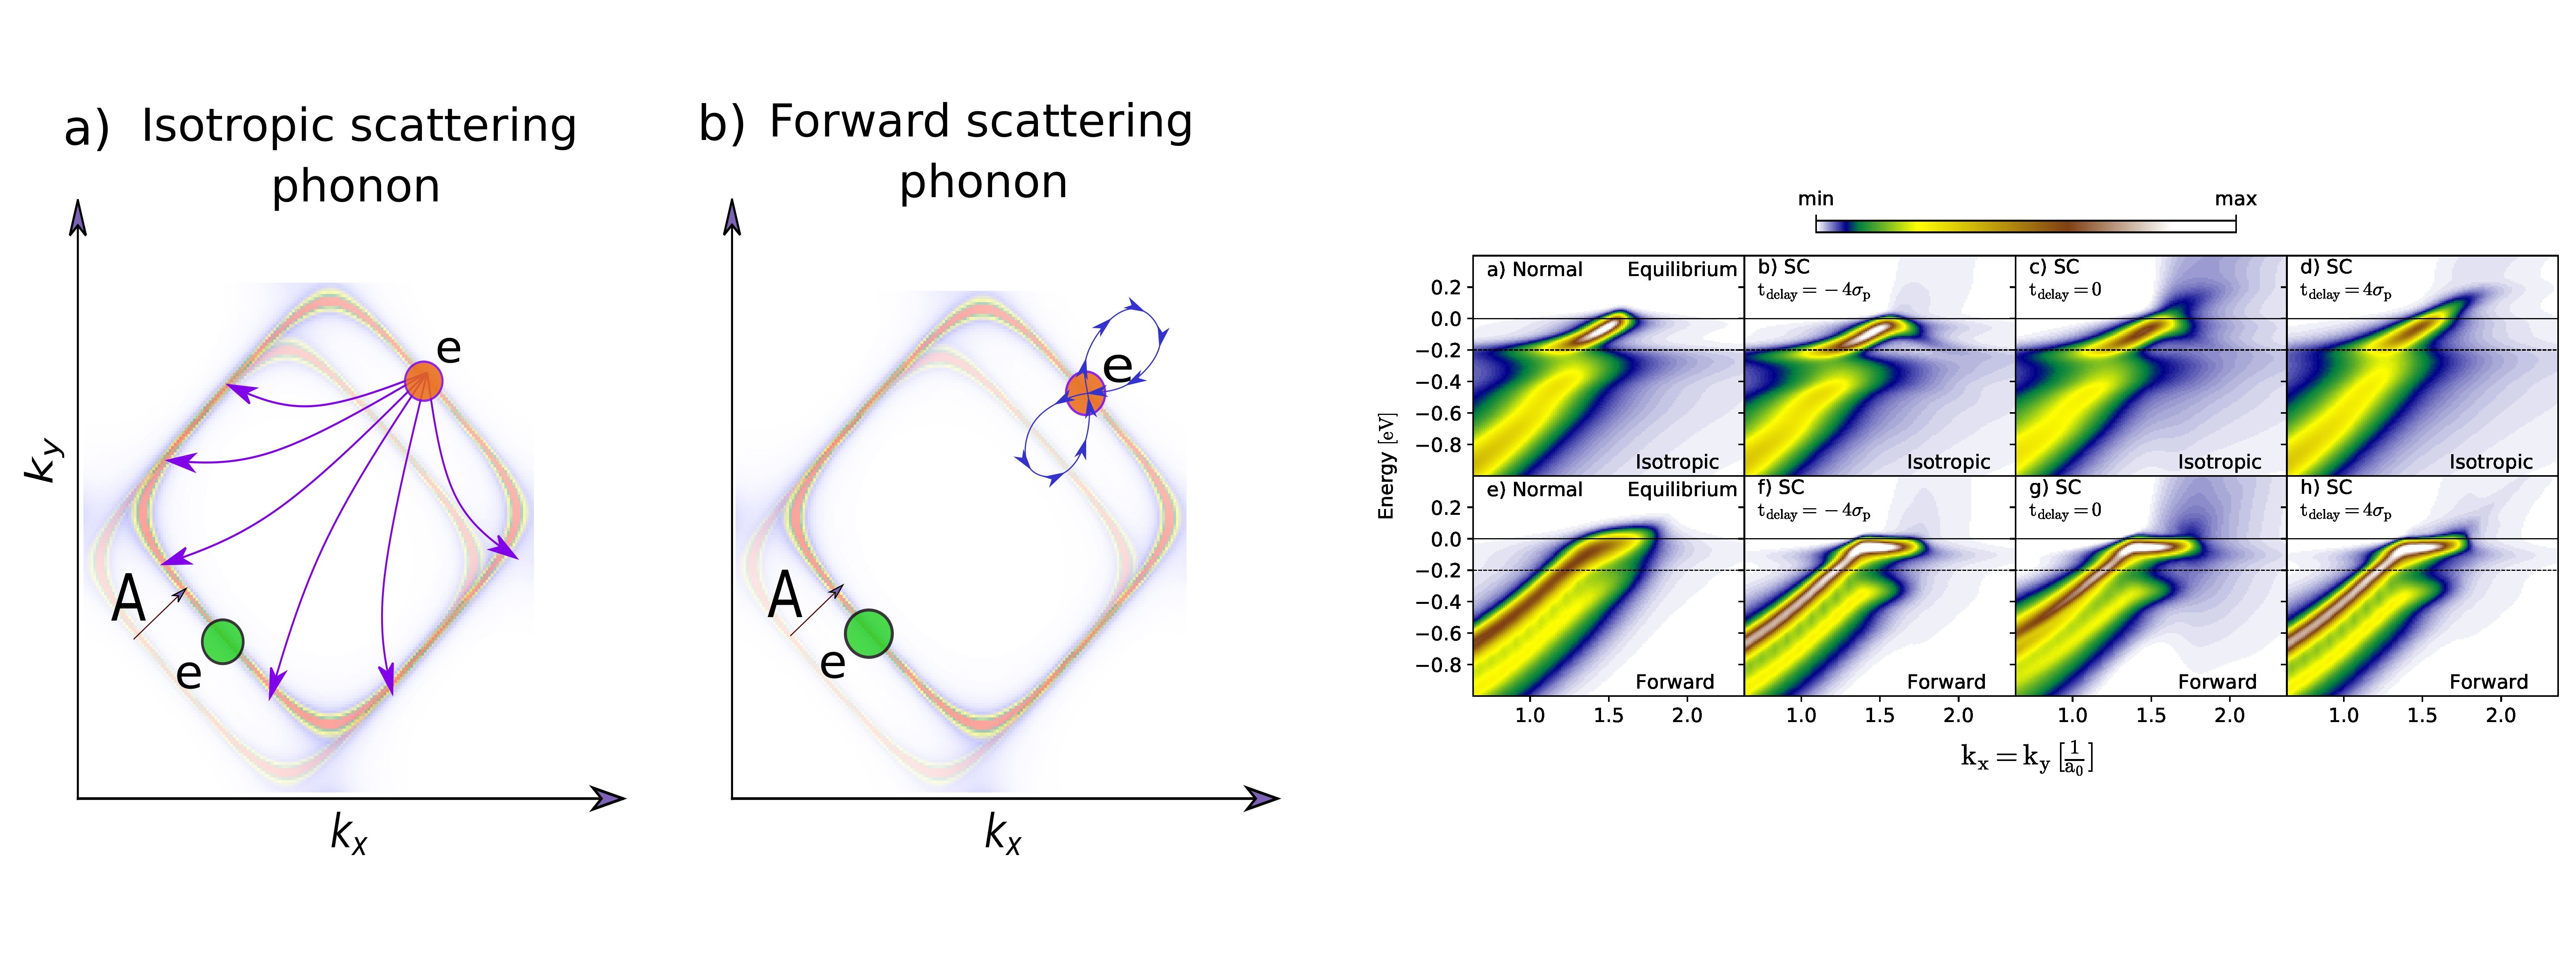 a) Isotropic scattering
phonon
e
A
e
ky
kx
b) Forward scattering
phonon
e
A
e
kx
min max
a) Normal Equilibrium
Isotropic
b) SC
t_delay = −4σ_p
Isotropic
c) SC
t_delay = 0
Isotropic
d) SC
t_delay = 4σ_p
Isotropic
e) Normal Equilibrium
Forward
f) SC
t_delay = −4σ_p
Forward
g) SC
t_delay = 0
Forward
h) SC
t_delay = 4σ_p
Forward
0.2
0.0
−0.2
−0.4
−0.6
−0.8
0.2
0.0
−0.2
−0.4
−0.6
−0.8
Energy [eV]
1.0 1.5 2.0
1.0 1.5 2.0
1.0 1.5 2.0
1.0 1.5 2.0
k_x = k_y [1/a_0]